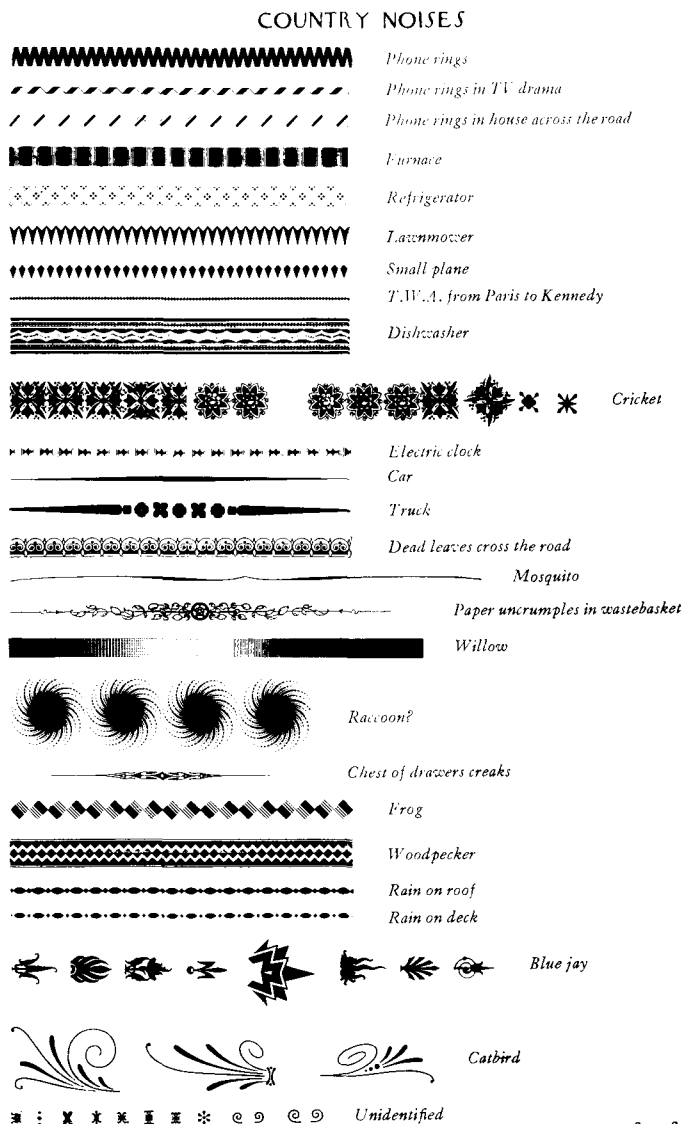 COUNTRY NOISES
Phone rings
Phone rings in TV drama
Phone rings in house across the road
Furnace
Refrigerator
Lawnmower
Small plane
T.W.A. from Paris to Kennedy
Dishwasher
Cricket
Electric clock
Car
Truck
Dead leaves cross the road
Mosquito
Paper uncrumples in wastebasket
Willow
Raccoon?
Chest of drawers creaks
Frog
Woodpecker
Rain on roof
Rain on deck
Blue jay
Catbird
Unidentified